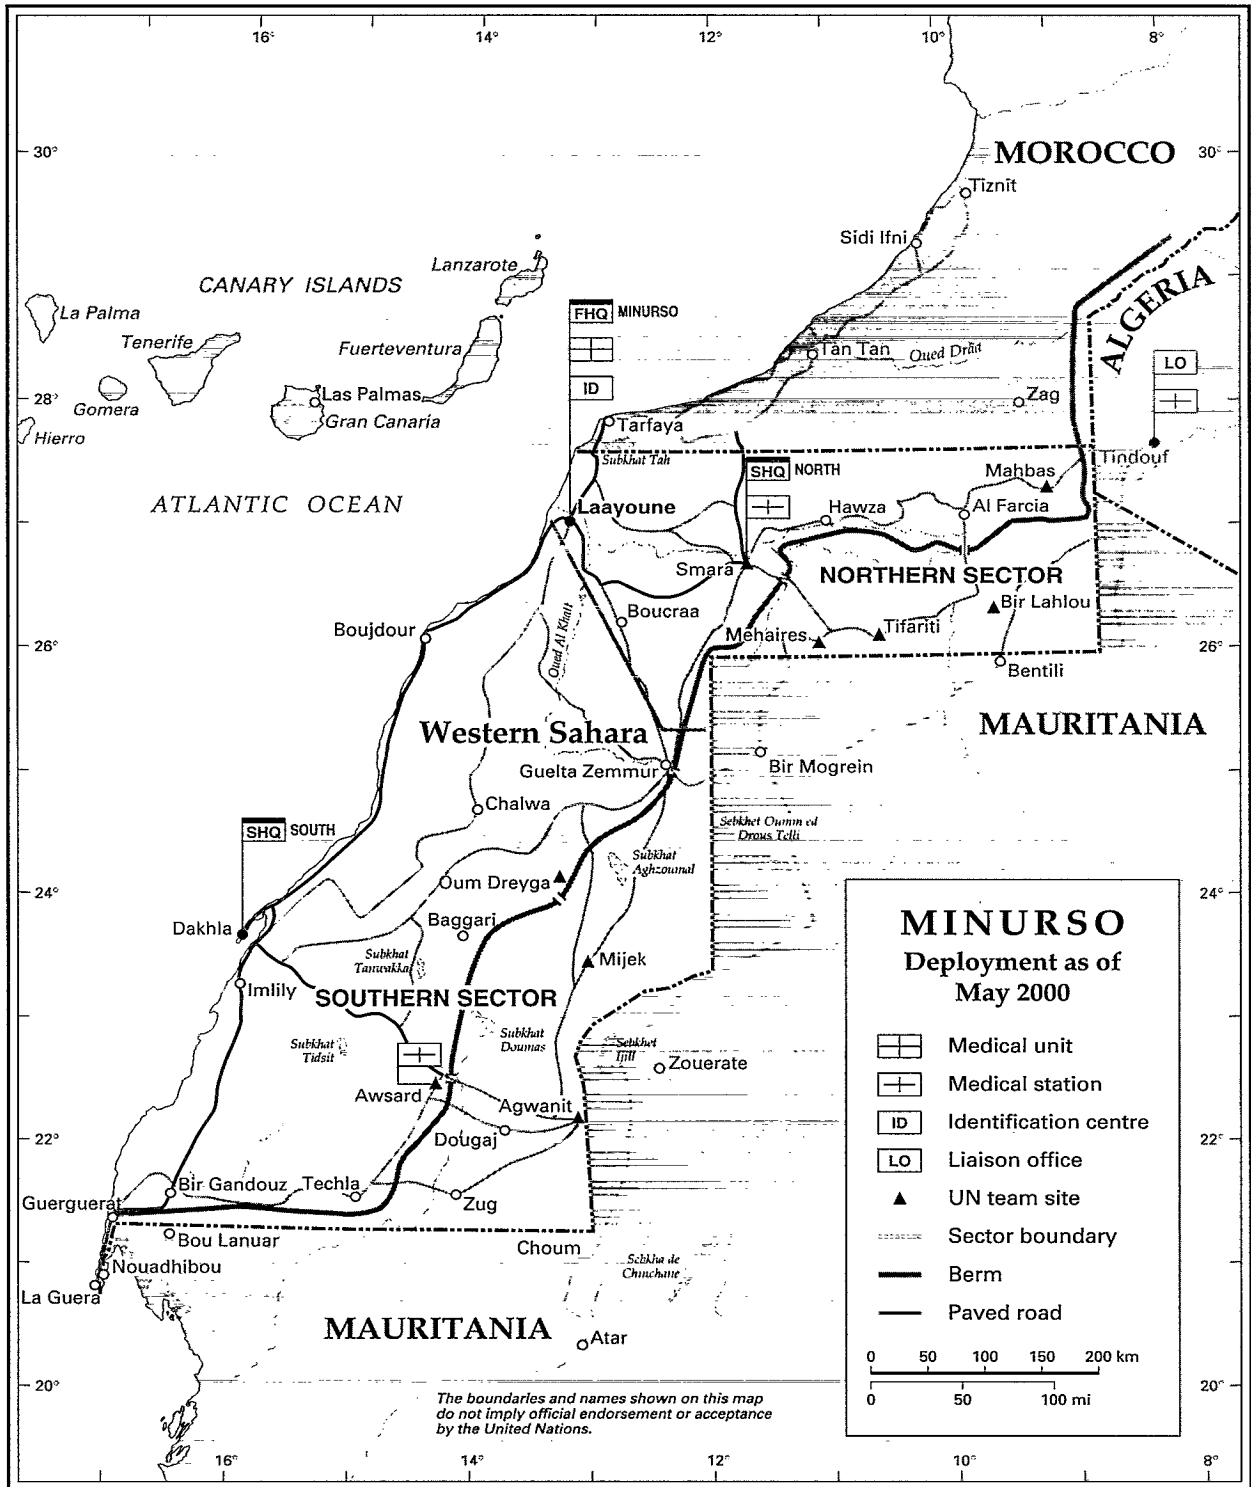 16°
14°
12°
10°
8°
30°
MOROCCO
30°
Tiznit
Sidi Ifni
CANARY ISLANDS
Lanzarote
La Palma
Tenerife
Fuerteventura
FHQ MINURSO
ALGERIA
Tan Tan
Oued Drâa
LO
ID
28°
Las Palmas
Gran Canaria
Gomera
Hierro
Zag
28°
Tarfaya
Subkhat Tah
Tindouf
SHQ NORTH
Mahbas
ATLANTIC OCEAN
Laayoune
Hawza
Al Farcia
Smara
NORTHERN SECTOR
Bir Lahlou
Boucraa
Tifariti
Mehaires
Boujdour
Oued Al Khatt
26°
26°
Bentili
Western Sahara
MAURITANIA
Guelta Zemmur
Bir Mogrein
Chalwa
SHQ SOUTH
Sebkhet Oumm ed
Drous Telli
Subkhat
Aghzoumal
Oum Dreyga
24°
24°
Baggari
Dakhla
Subkhat
Tanwakka
Mijek
Imlily
SOUTHERN SECTOR
Subkhat
Tidsit
Subkhat
Doumas
Sebkhet
Ijill
Zouerate
Awsard
Agwanit
Dougaj
22°
22°
Bir Gandouz
Techla
Zug
Guerguerat
Bou Lanuar
Choum
Nouadhibou
La Guera
Sebkha de
Chinchane
MAURITANIA
Atar
20°
20°
The boundaries and names shown on this map
do not imply official endorsement or acceptance
by the United Nations.
MINURSO
Deployment as of
May 2000
Medical unit
Medical station
ID Identification centre
LO Liaison office
UN team site
Sector boundary
Berm
Paved road
0 50 100 150 200 km
0 50 100 mi
16°
14°
12°
10°
8°